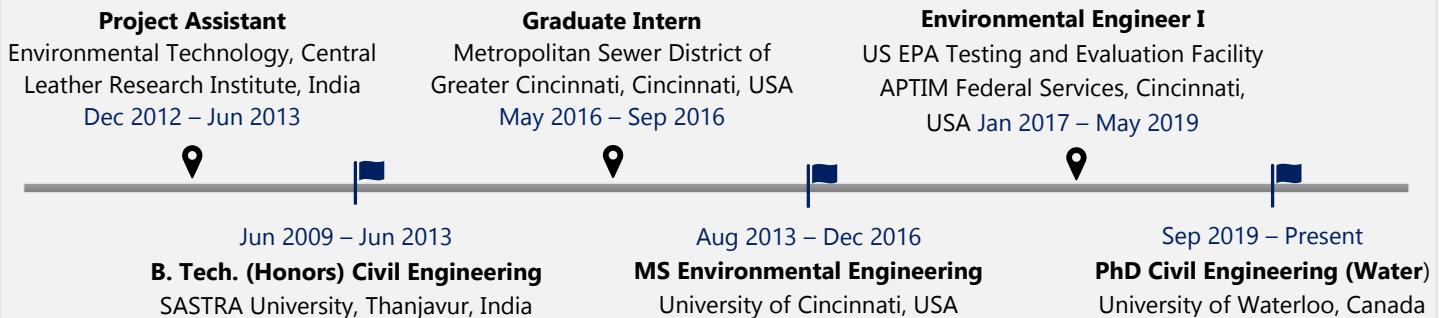 Project Assistant
Environmental Technology, Central
Leather Research Institute, India
Dec 2012 – Jun 2013
Graduate Intern
Metropolitan Sewer District of
Greater Cincinnati, Cincinnati, USA
May 2016 – Sep 2016
Environmental Engineer I
US EPA Testing and Evaluation Facility
APTIM Federal Services, Cincinnati,
USA Jan 2017 – May 2019
Jun 2009 – Jun 2013
B. Tech. (Honors) Civil Engineering
SASTRA University, Thanjavur, India
Aug 2013 – Dec 2016
MS Environmental Engineering
University of Cincinnati, USA
Sep 2019 – Present
PhD Civil Engineering (Water)
University of Waterloo, Canada